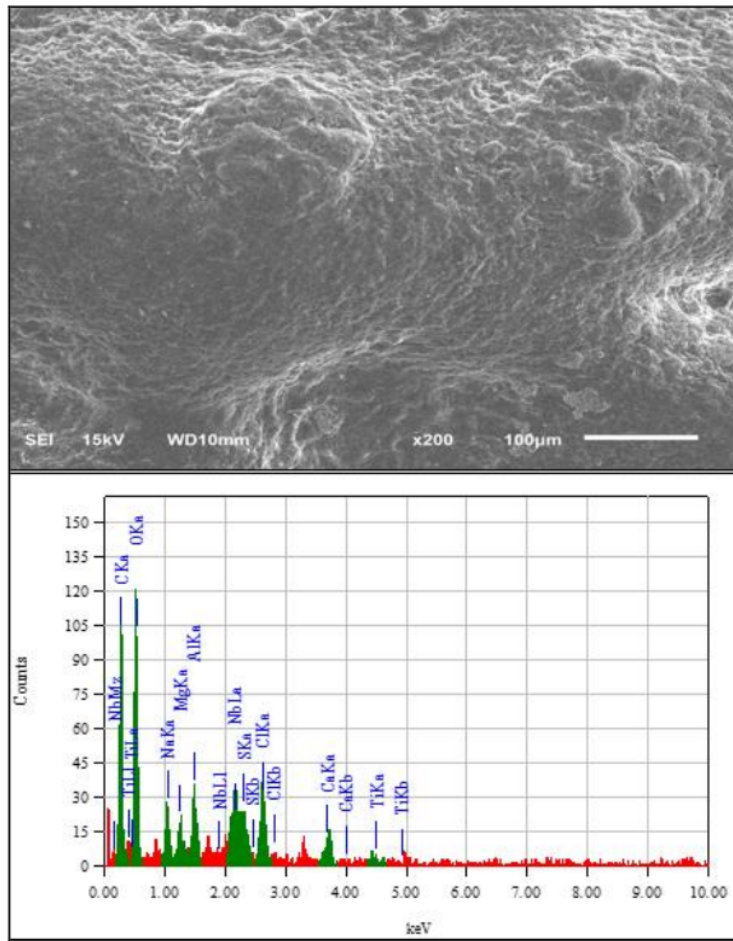 SEI 15kV WD10mm x200 100µm
150
135
120
105
90
75
60
45
30
15
0
Counts
NbMz
CKa
TiLl
TiLa
OKa
NaKa
MgKa
AlKa
NbLl
NbLa
SKa
SKb
ClKa
ClKb
CaKa
CaKb
TiKa
TiKb
0.00 1.00 2.00 3.00 4.00 5.00 6.00 7.00 8.00 9.00 10.00
keV